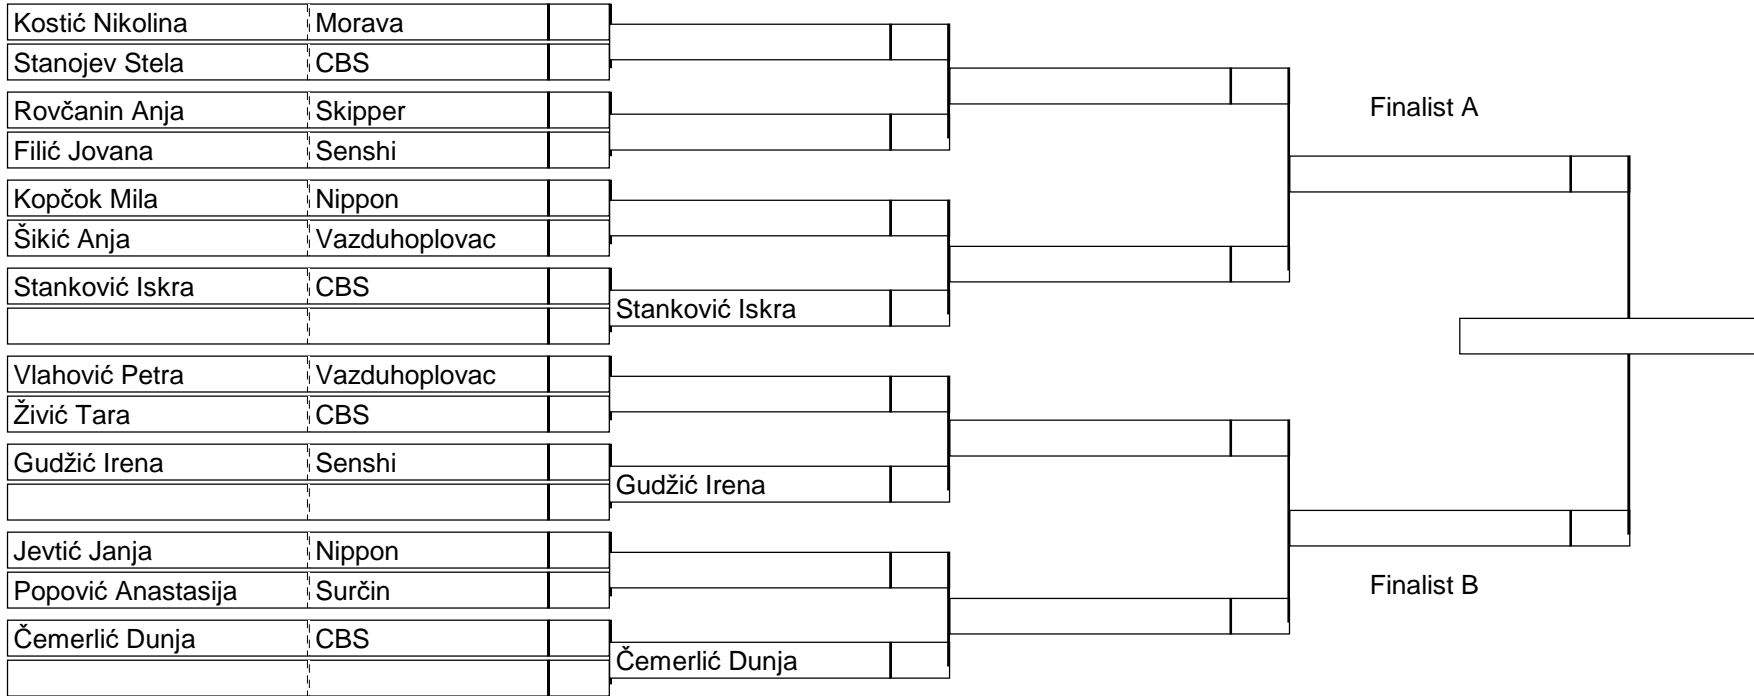 Kostić Nikolina Morava
Stanojev Stela CBS
Rovčanin Anja Skipper
Finalist A
Filić Jovana Senshi
Kopčok Mila Nippon
Šikić Anja Vazduhoplovac
Stanković Iskra CBS
Stanković Iskra
Vlahović Petra Vazduhoplovac
Živić Tara CBS
Gudžić Irena Senshi
Gudžić Irena
Jevtić Janja Nippon
Popović Anastasija Surčin
Finalist B
Čemerlić Dunja CBS
Čemerlić Dunja